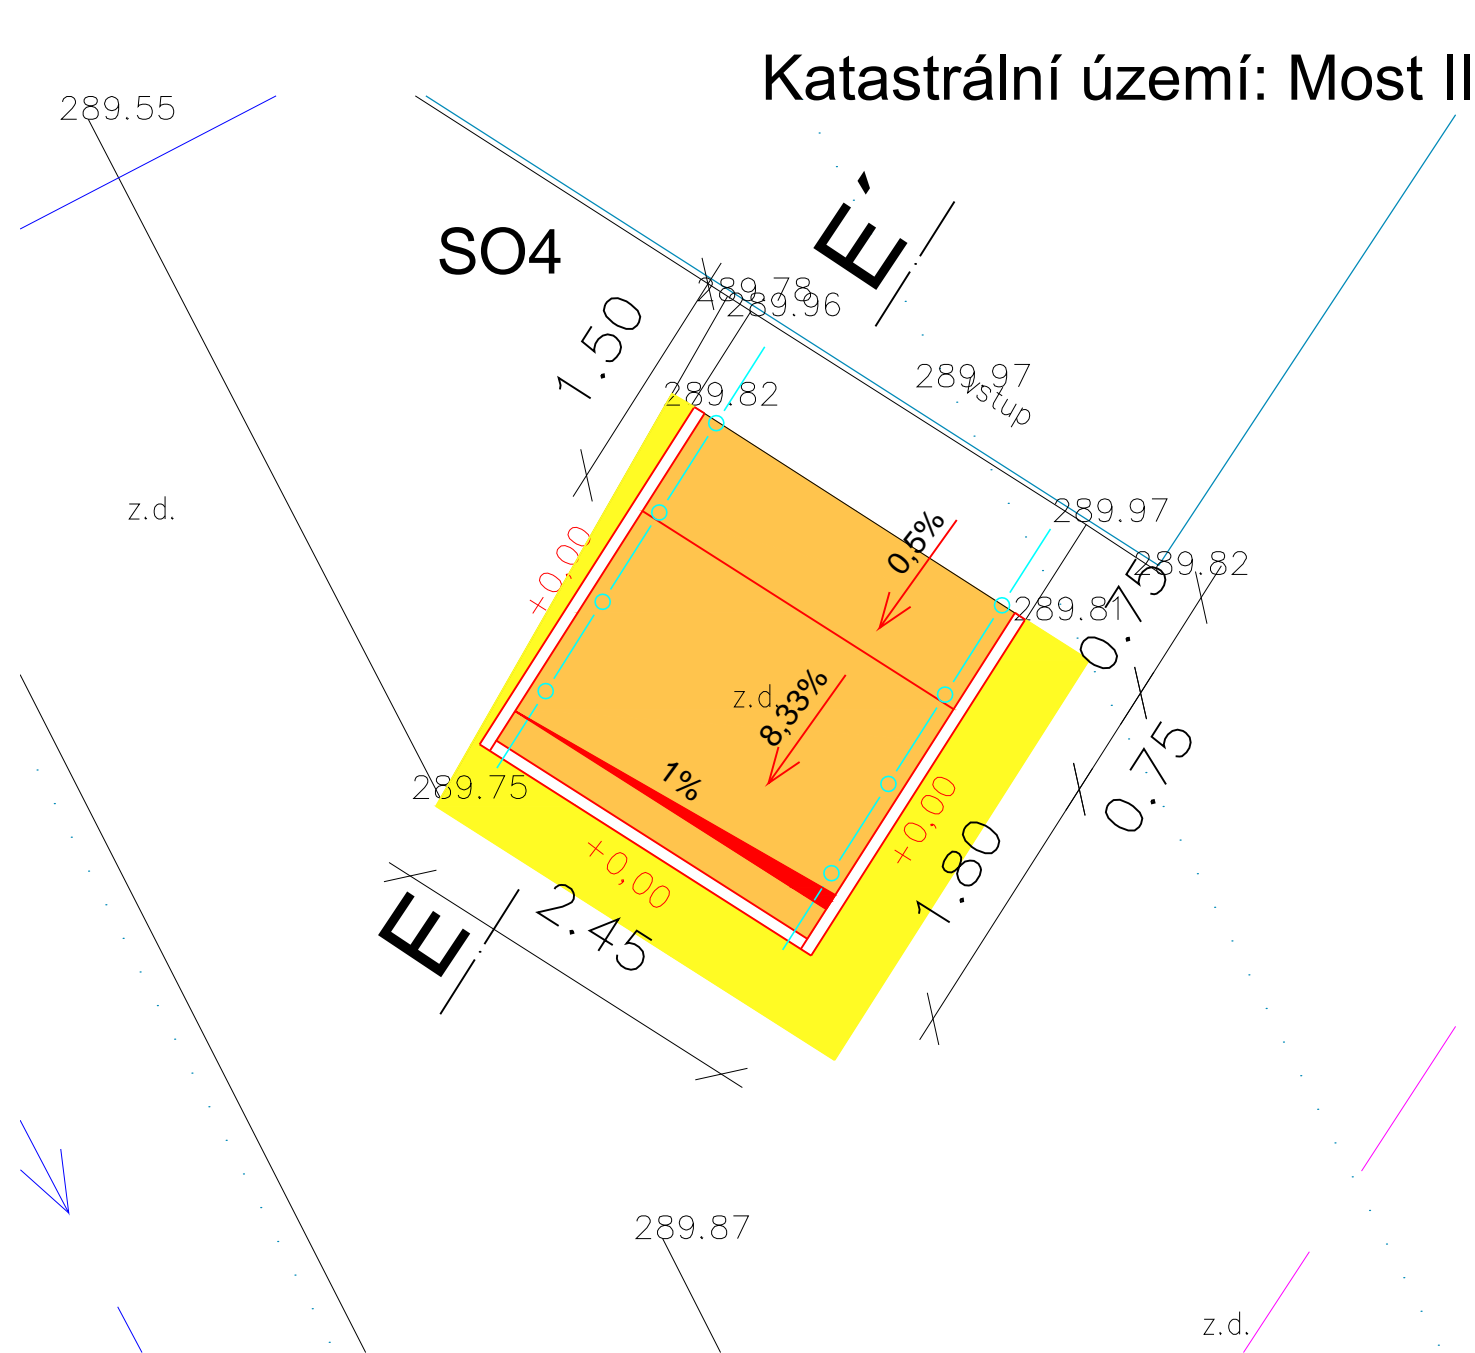 Katastrální území: Most II
289.55
E´
SO4
289.78
289.96
1.50
289.97
vstup
289.82
z.d.
289.97
0,5%
+0,00
289.82
0.75
289.81
z.d.
8,33%
1%
289.75
0.75
+0,00
+0,00
1.80
2.45
E
289.87
z.d.